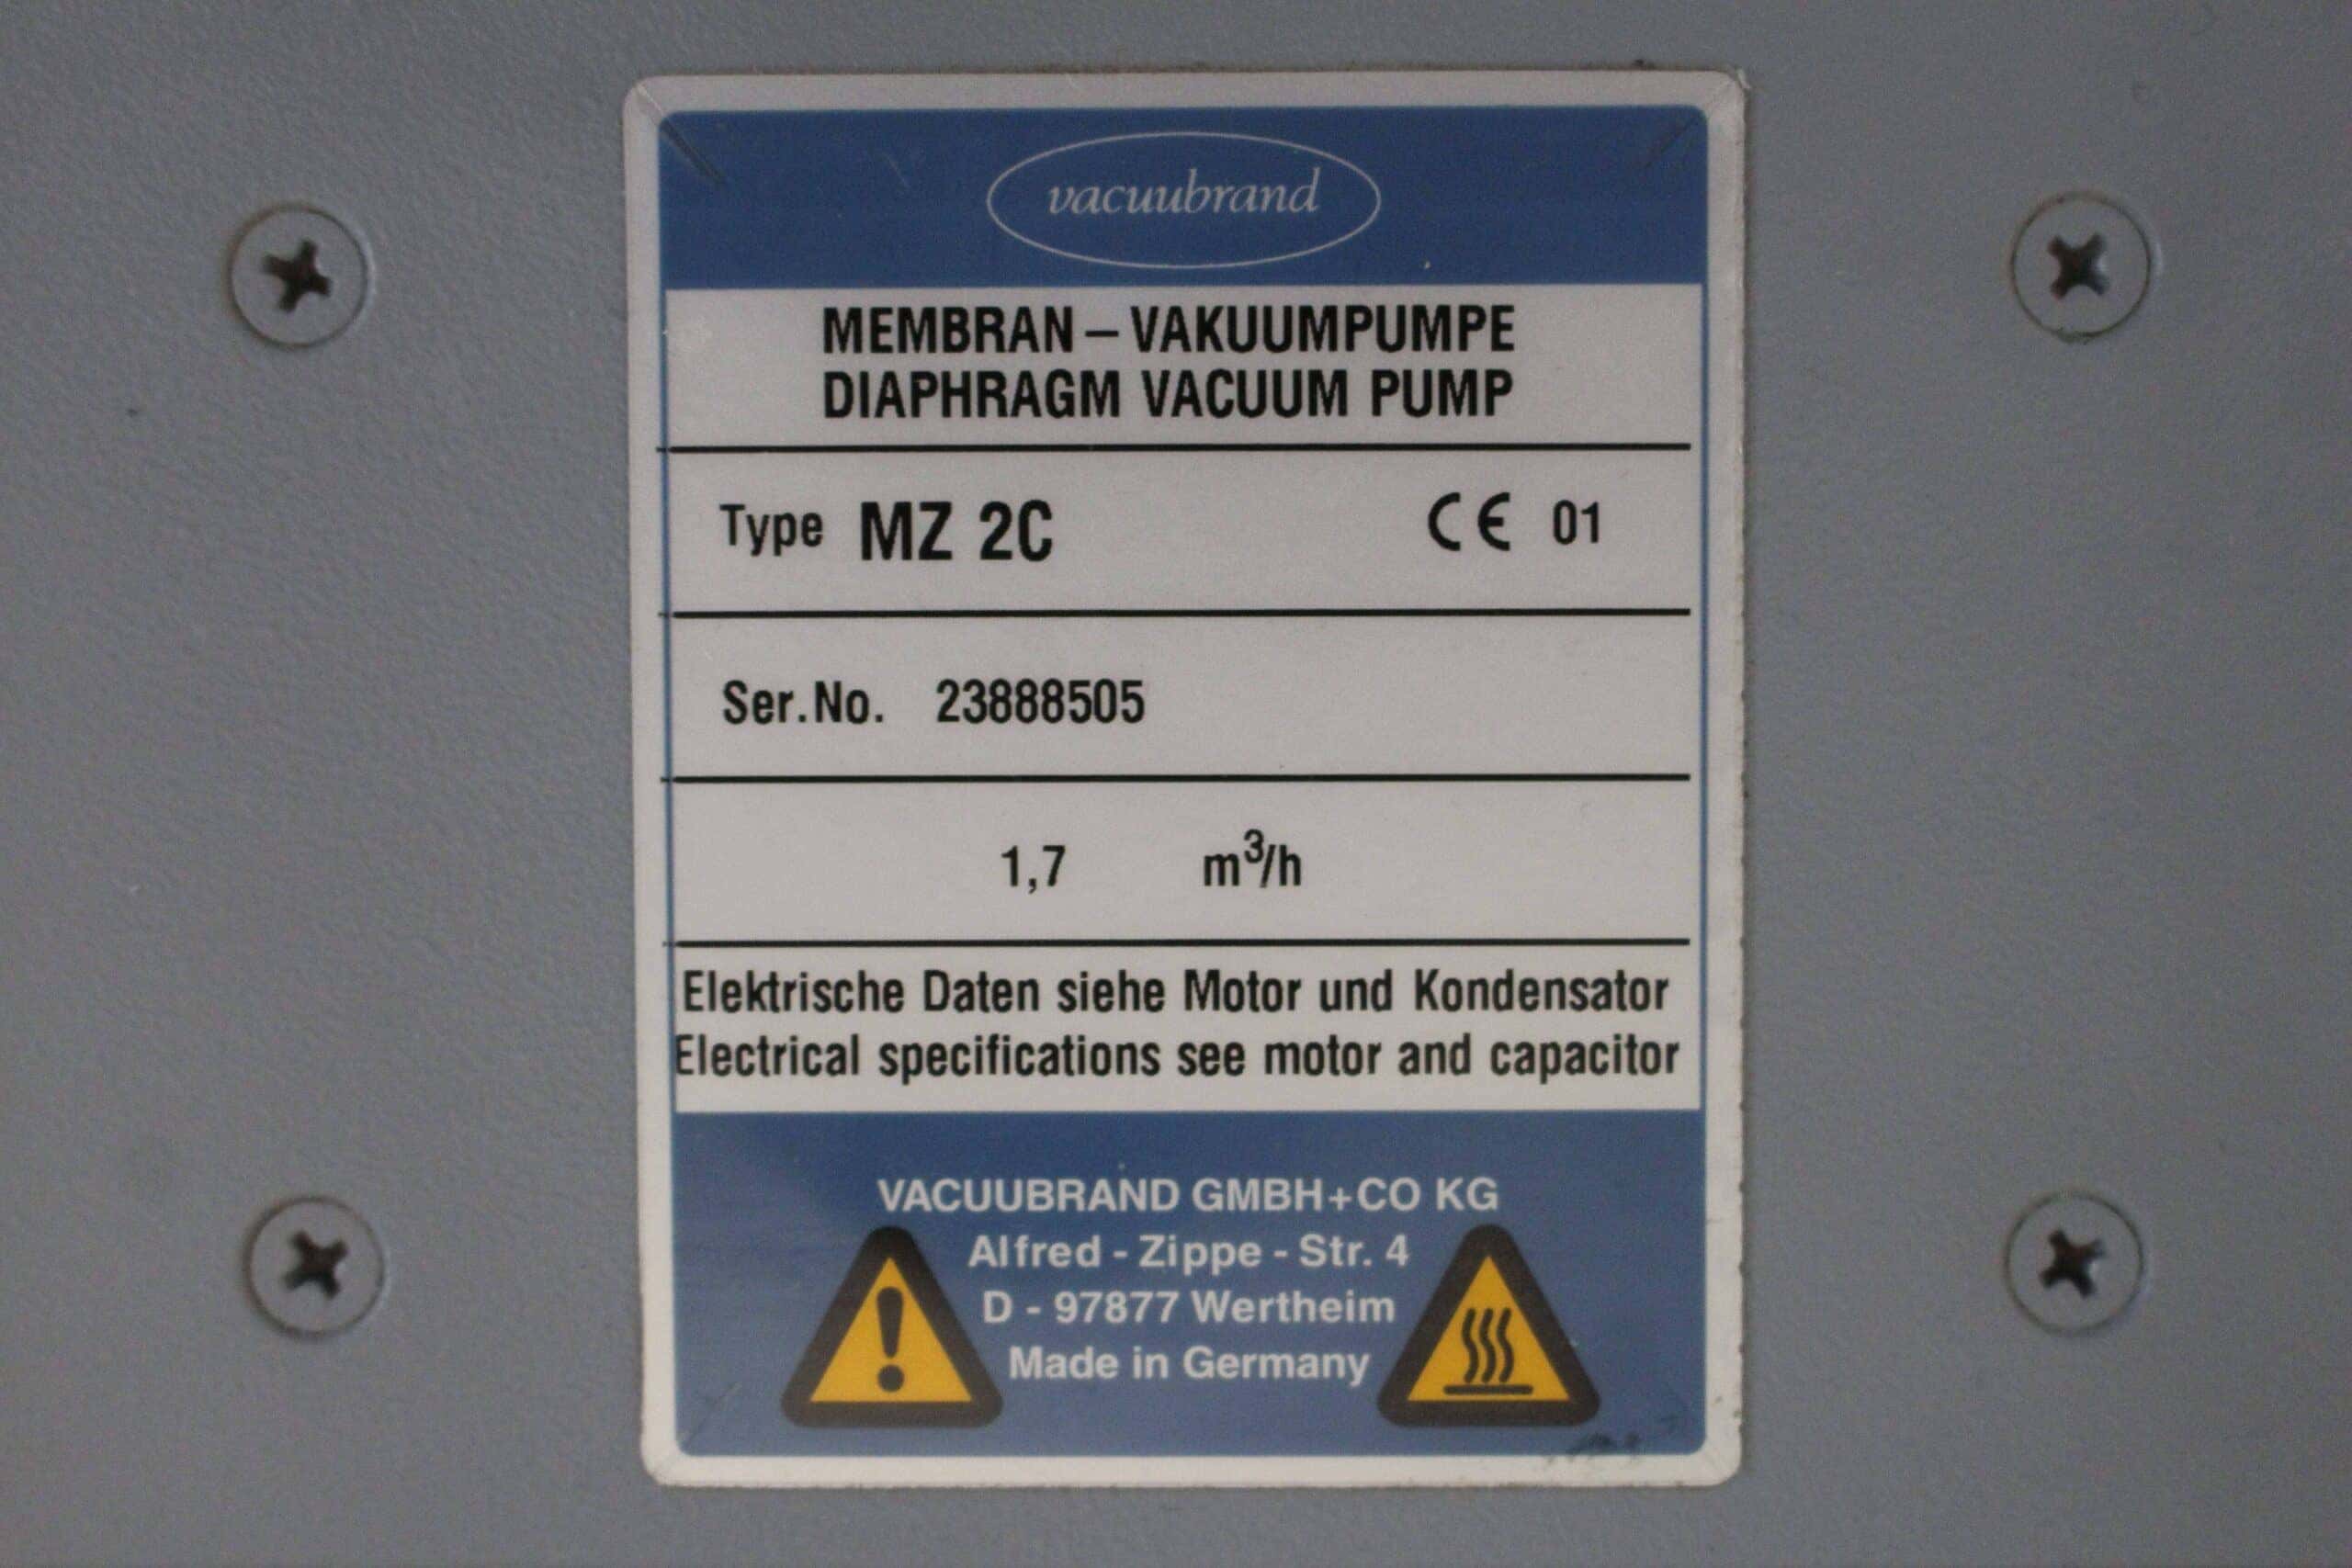 vacuubrand
MEMBRAN – VAKUUMPUMPE
DIAPHRAGM VACUUM PUMP
Type MZ 2C CE 01
Ser.No. 23888505
1,7 m³/h
Elektrische Daten siehe Motor und Kondensator
Electrical specifications see motor and capacitor
VACUUBRAND GMBH+CO KG
Alfred - Zippe - Str. 4
D - 97877 Wertheim
Made in Germany